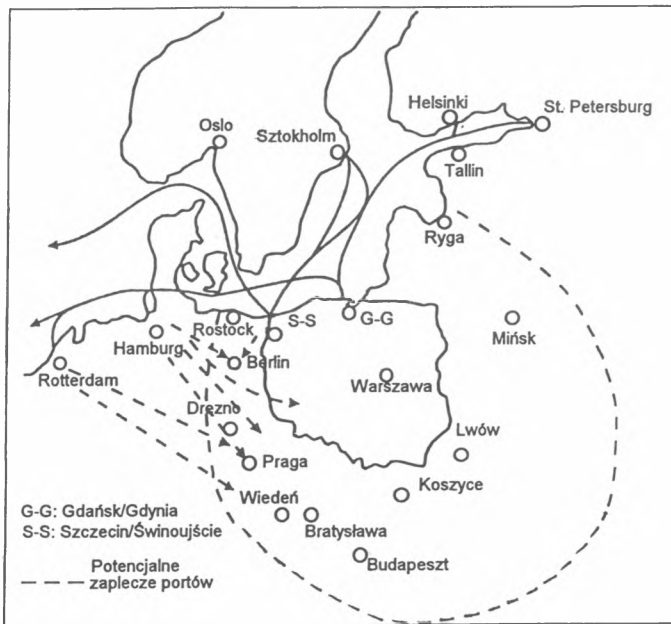 Helsinki
St. Petersburg
Oslo
Sztokholm
Tallin
Ryga
Rostock
S-S
G-G
Mińsk
Hamburg
Berlin
Rotterdam
Warszawa
Drezno
Lwów
Praga
Koszyce
Wiedeń
G-G: Gdańsk/Gdynia
S-S: Szczecin/Świnoujście
Bratysława
Budapeszt
Potencjalne
zaplecze portów